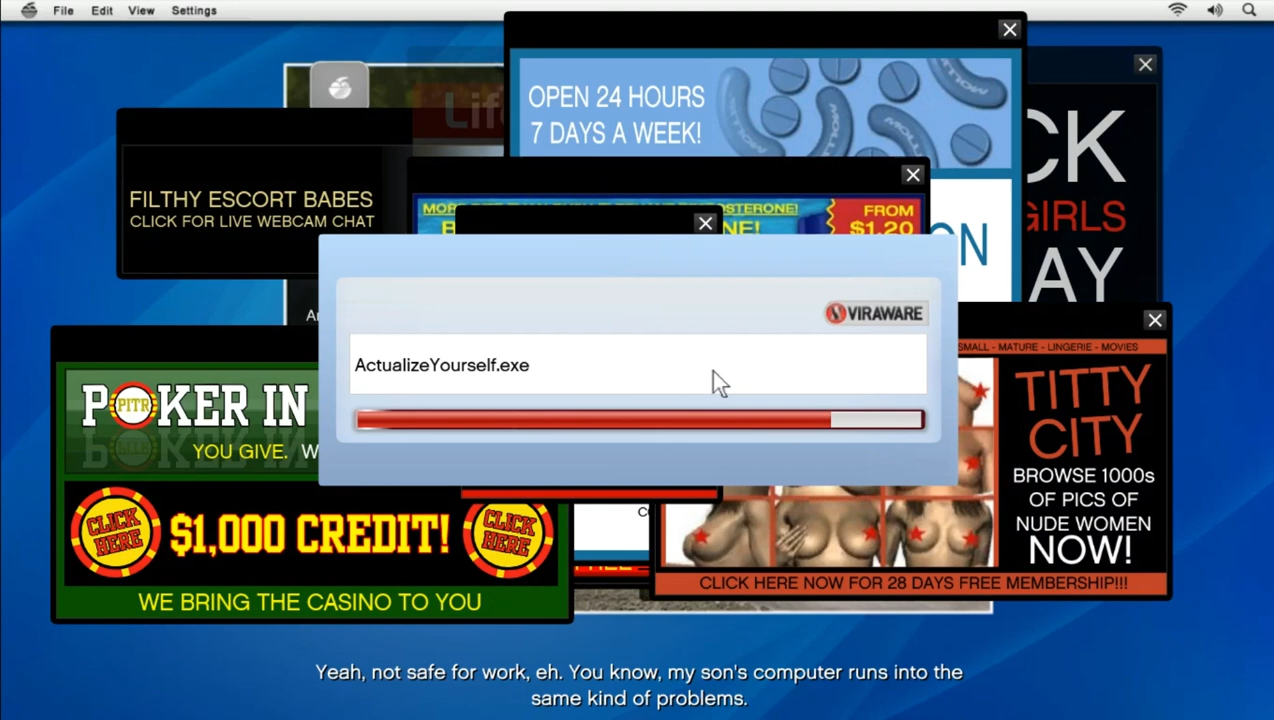 File Edit View Settings
Life
OPEN 24 HOURS
7 DAYS A WEEK!
CK
GIRLS
AY
FILTHY ESCORT BABES
CLICK FOR LIVE WEBCAM CHAT
FROM
$1.20
NE!
ON
VIRAWARE
ActualizeYourself.exe
POKER IN
PITR
YOU GIVE. W
CLICK HERE
$1,000 CREDIT!
CLICK HERE
WE BRING THE CASINO TO YOU
SMALL - MATURE - LINGERIE - MOVIES
TITTY
CITY
BROWSE 1000s
OF PICS OF
NUDE WOMEN
NOW!
CLICK HERE NOW FOR 28 DAYS FREE MEMBERSHIP!!!
Yeah, not safe for work, eh. You know, my son's computer runs into the
same kind of problems.